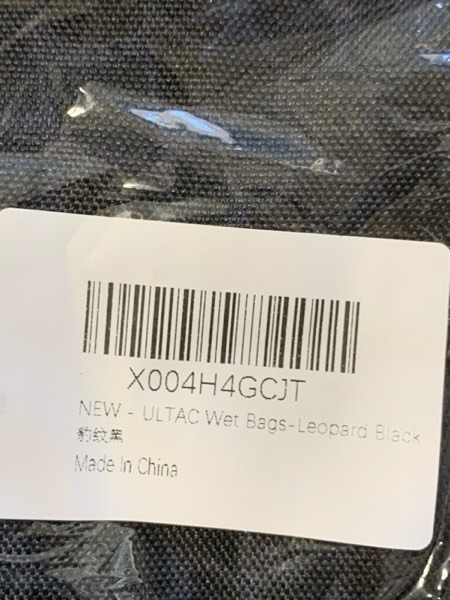 X004H4GCJT
NEW - ULTAC Wet Bags-Leopard Black
豹纹黑
Made In China